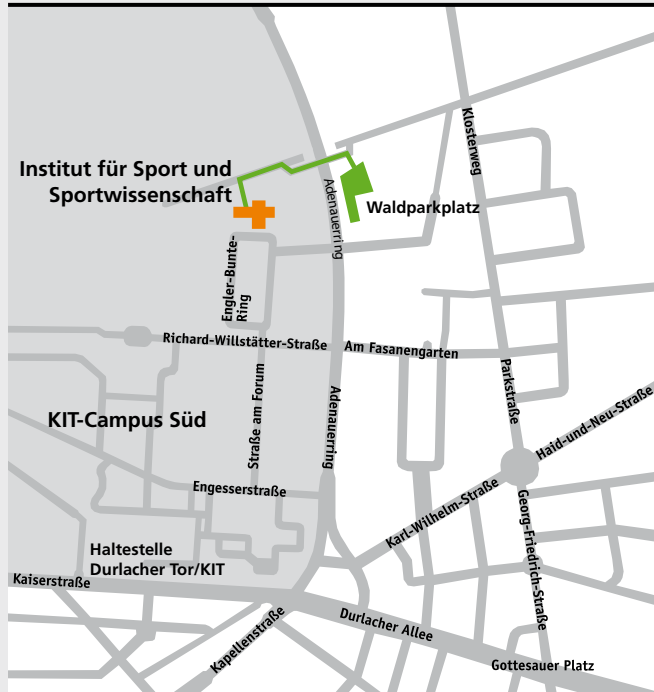 Klosterweg
Institut für Sport und
Sportwissenschaft
Adenauerring
Waldparkplatz
Engler-Bunte-
Ring
Richard-Willstätter-Straße
Am Fasanengarten
Parkstraße
Straße am Forum
Adenauerring
KIT-Campus Süd
Haid-und-Neu-Straße
Engesserstraße
Karl-Wilhelm-Straße
Georg-Friedrich-Straße
Haltestelle
Durlacher Tor/KIT
Kaiserstraße
Kapellenstraße
Durlacher Allee
Gottesauer Platz